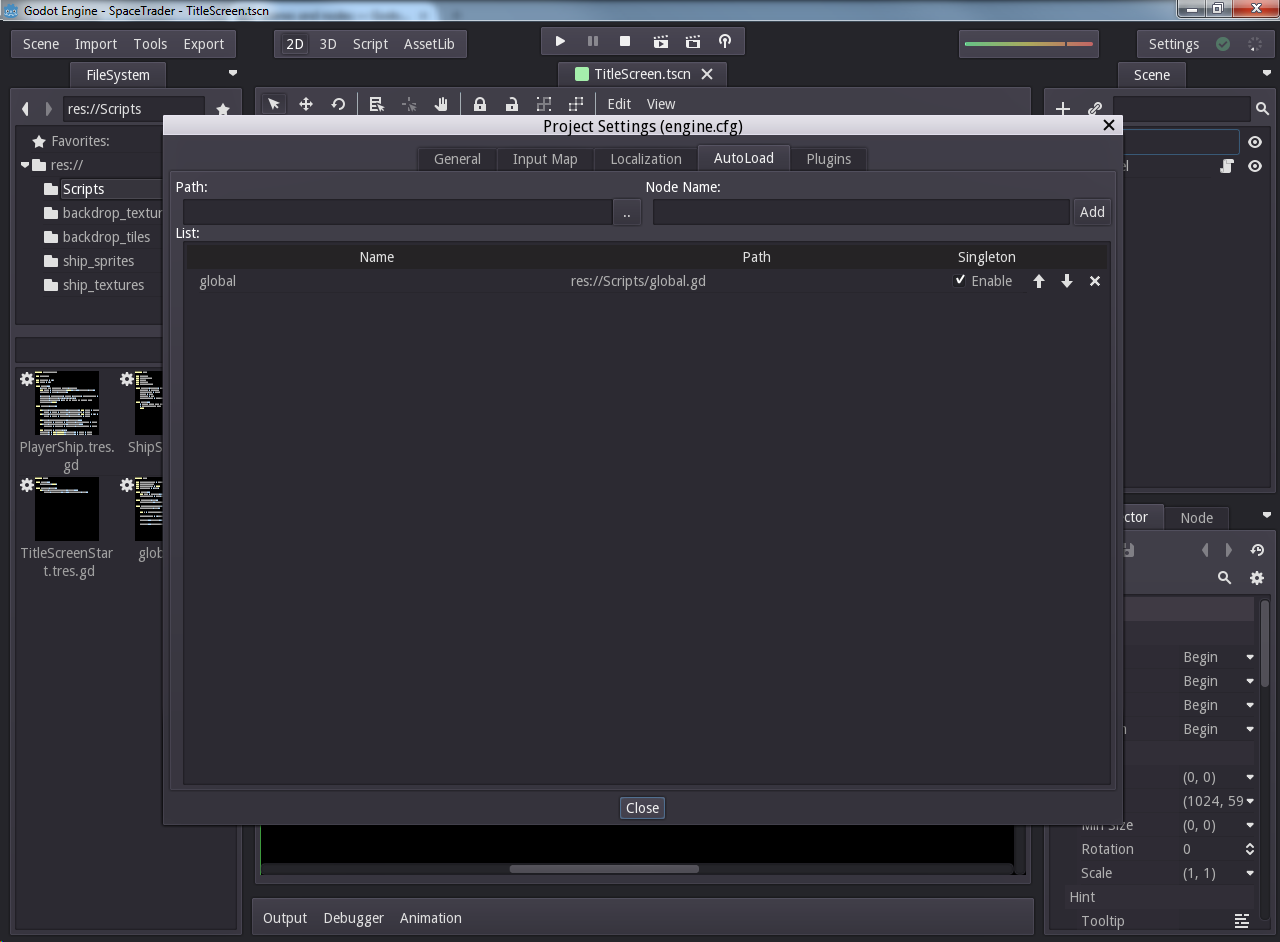 Godot Engine - SpaceTrader - TitleScreen.tscn
Scene Import Tools Export 2D 3D Script AssetLib Settings
FileSystem TitleScreen.tscn Scene
res://Scripts Edit View
Project Settings (engine.cfg)
Favorites:
res://
Scripts
backdrop_textur
backdrop_tiles
ship_sprites
ship_textures
General Input Map Localization AutoLoad Plugins
Path: Node Name:
.. Add
List:
Name Path Singleton
global res://Scripts/global.gd Enable
PlayerShip.tres.
gd
ShipS
TitleScreenStar
t.tres.gd
glob
Close
ctor Node
Begin
Begin
Begin
Begin
(0, 0)
(1024, 59
Min Size (0, 0)
Rotation 0
Scale (1, 1)
Hint
Tooltip
Output Debugger Animation